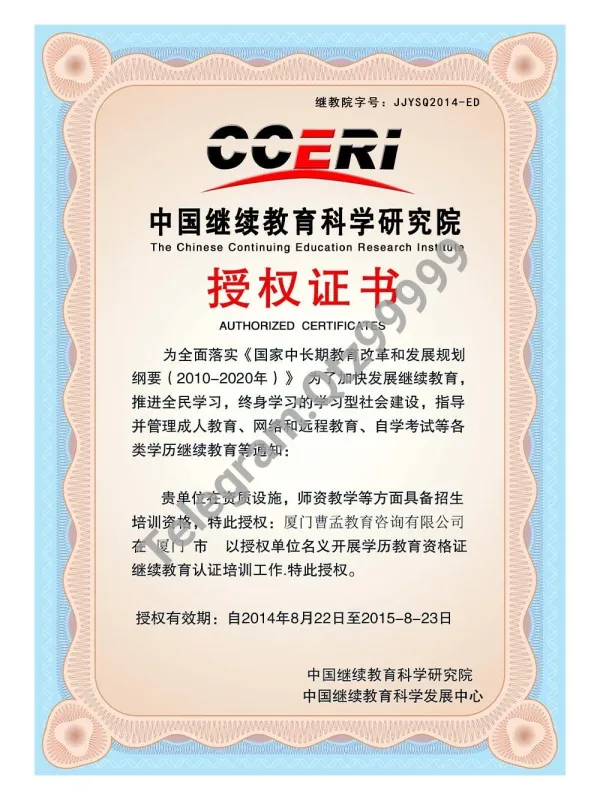 继教院字号：JJYSQ2014-ED
CCERI
中国继续教育科学研究院
The Chinese Continuing Education Research Institute
授权证书
AUTHORIZED CERTIFICATES
为全面落实《国家中长期教育改革和发展规划
纲要（2010-2020年）》为了加快发展继续教育，
推进全民学习，终身学习的学习型社会建设，指导
并管理成人教育、网络和远程教育、自学考试等各
类学历继续教育等通知：
贵单位在资质设施，师资教学等方面具备招生
培训资格，特此授权：厦门曹孟教育咨询有限公司
在 厦门 市 以授权单位名义开展学历教育资格证
继续教育认证培训工作.特此授权。
授权有效期：自2014年8月22日至2015-8-23日
中国继续教育科学研究院
中国继续教育科学发展中心
Telegram:Qtz99999